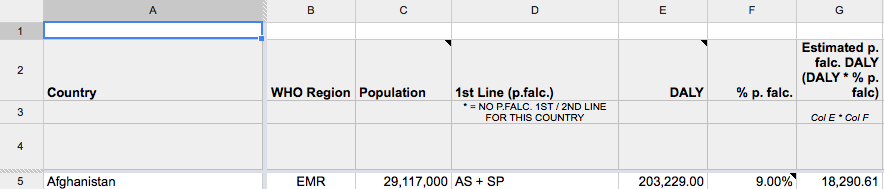 A B C D E F G
1
2 Country WHO Region Population 1st Line (p.falc.) DALY % p. falc. Estimated p.
falc. DALY
(DALY * % p.
falc)
3 * = NO P.FALC. 1ST / 2ND LINE
FOR THIS COUNTRY Col E * Col F
4
5 Afghanistan EMR 29,117,000 AS + SP 203,229.00 9.00% 18,290.61